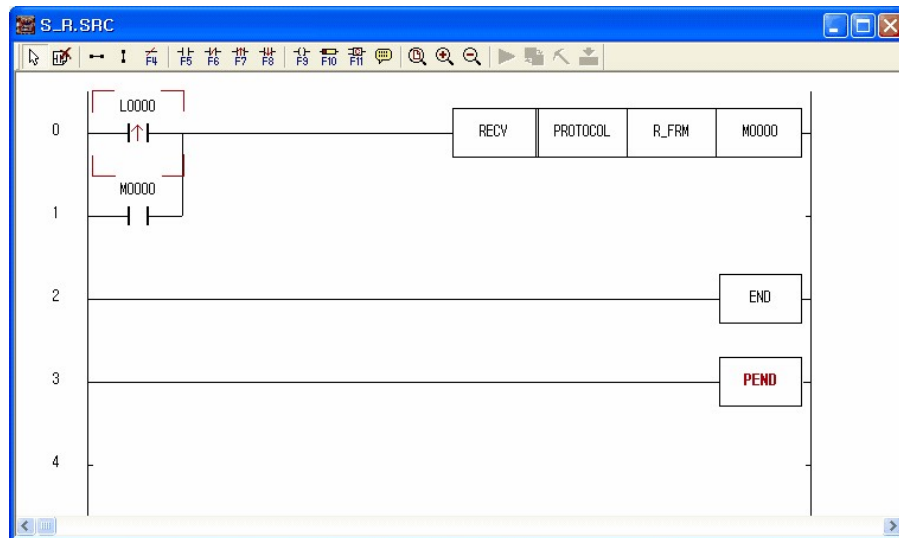 S_R.SRC
F4 F5 F6 F7 F8 F9 F10 F11
L0000
0 RECV PROTOCOL R_FRM M0000
M0000
1
2 END
3 PEND
4